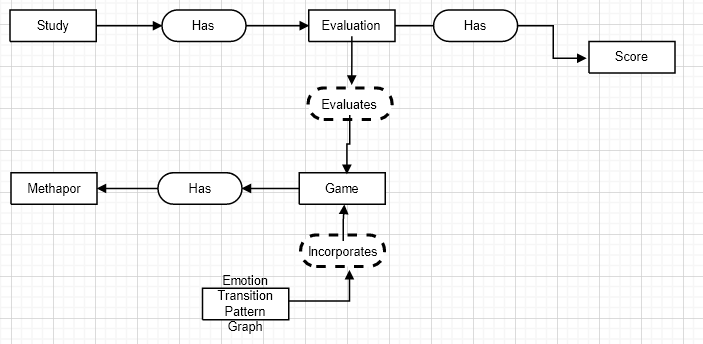 Study
Has
Evaluation
Has
Score
Evaluates
Methapor
Has
Game
Incorporates
Emotion
Transition
Pattern
Graph